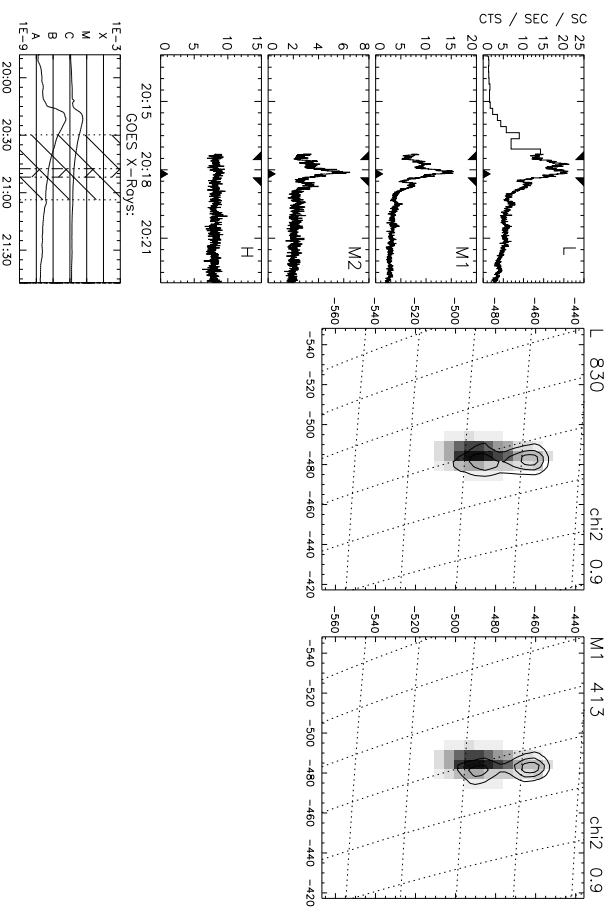 CTS / SEC / SC
0 5 10 15 20 25
L
0 5 10 15 20
M1
0 2 4 6 8
M2
0 5 10 15
H
20:15 20:18 20:21
GOES X-Rays:
1E-9 A B C M X 1E-3
20:00 20:30 21:00 21:30
L 830 chi2 0.9
-440 -460 -480 -500 -520 -540 -560
-540 -520 -500 -480 -460 -440 -420
M1 413 chi2 0.9
-440 -460 -480 -500 -520 -540 -560
-540 -520 -500 -480 -460 -440 -420